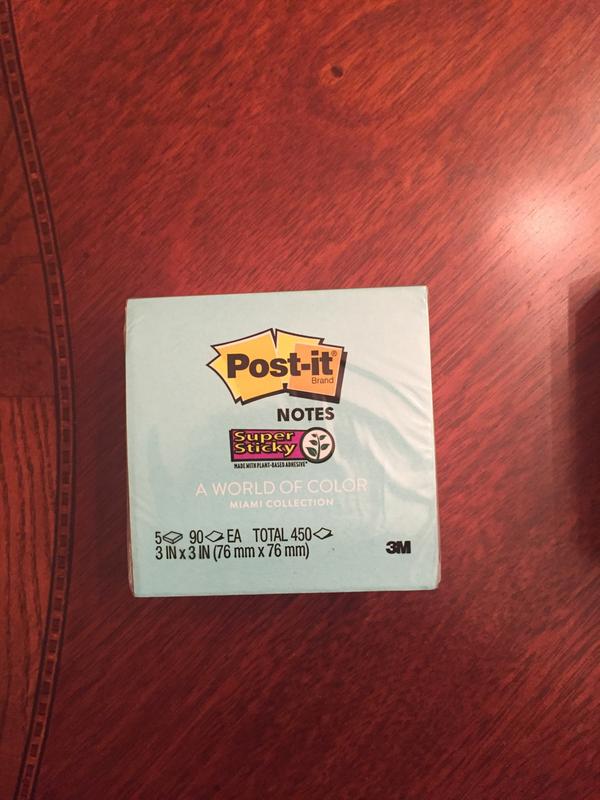 Post-it®
Brand
NOTES
Super
Sticky
MADE WITH PLANT-BASED ADHESIVE*
A WORLD OF COLOR
MIAMI COLLECTION
5 90 EA TOTAL 450
3 IN x 3 IN (76 mm x 76 mm)
3M